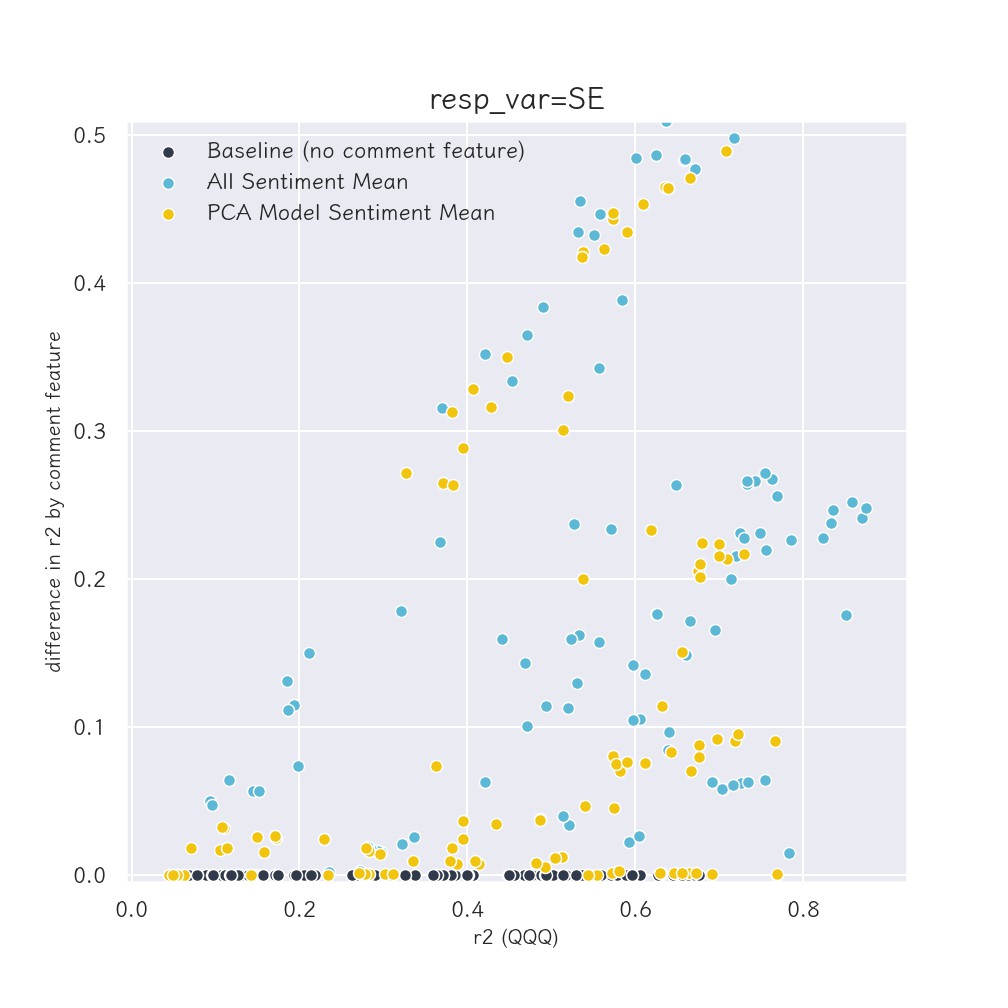 resp_var=SE
0.5
0.4
0.3
0.2
0.1
0.0
difference in r2 by comment feature
Baseline (no comment feature)
All Sentiment Mean
PCA Model Sentiment Mean
0.0 0.2 0.4 0.6 0.8
r2 (QQQ)